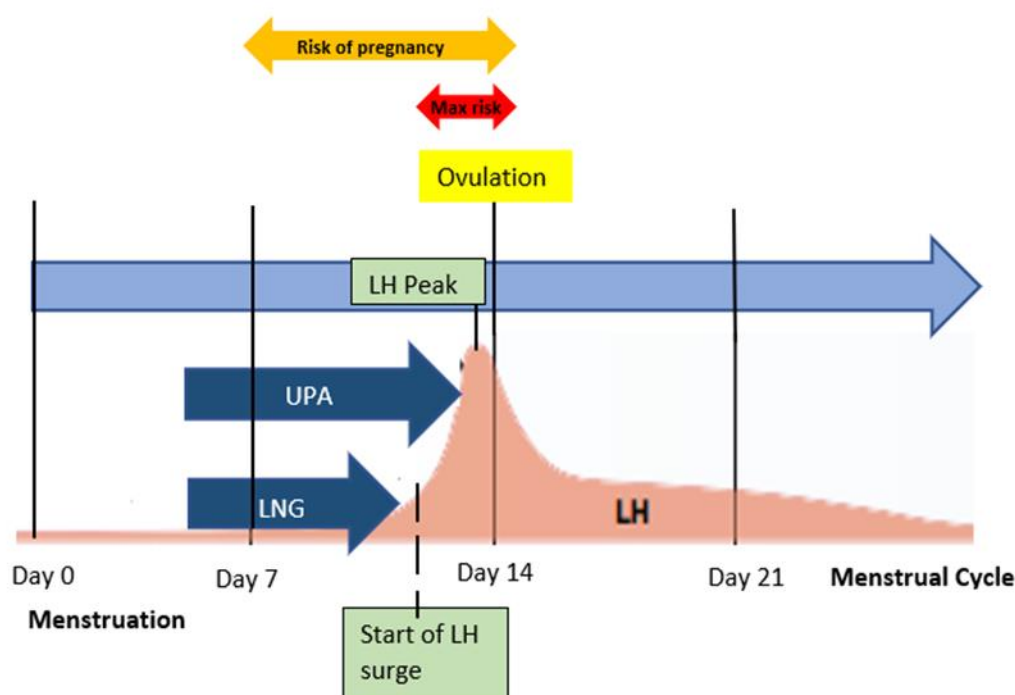 Risk of pregnancy
Max risk
Ovulation
LH Peak
UPA
LNG
LH
Day 0
Day 7
Day 14
Day 21
Menstrual Cycle
Menstruation
Start of LH
surge